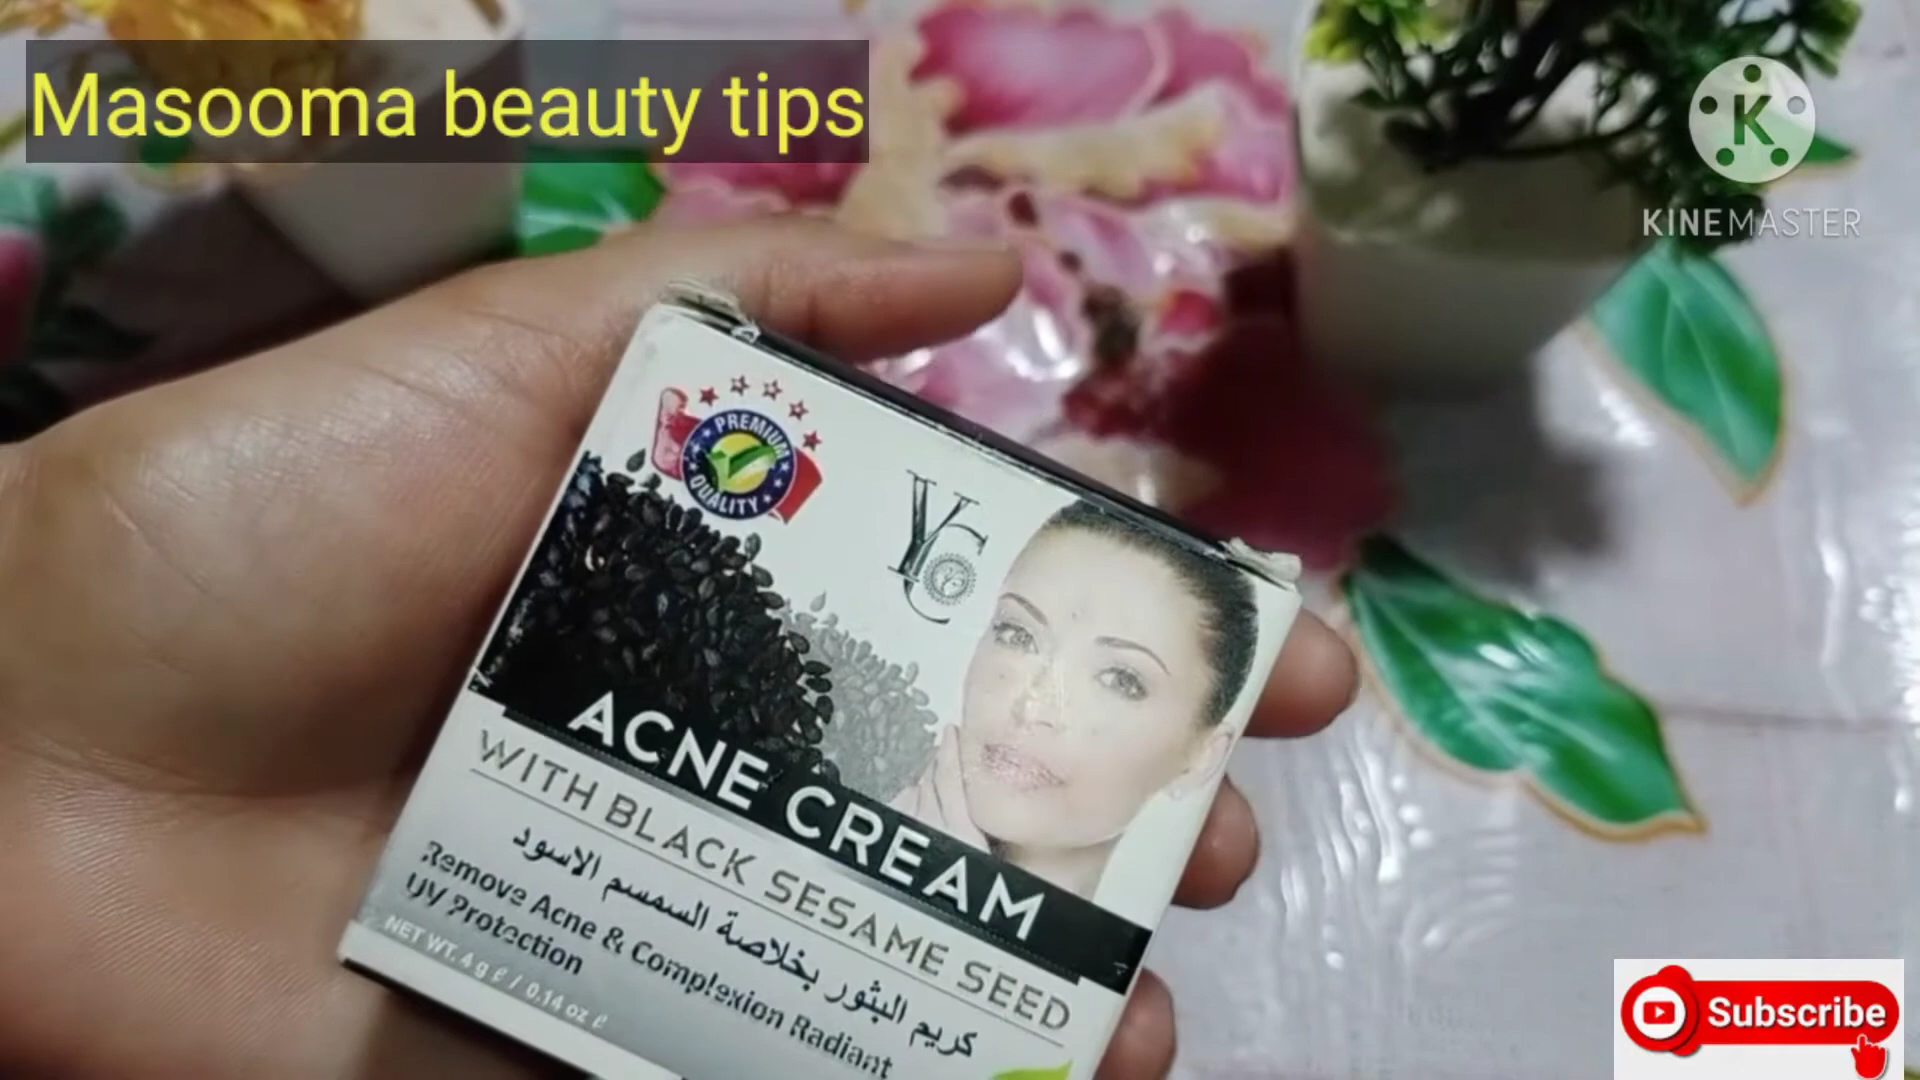 Masooma beauty tips
K
KINEMASTER
PREMIUM
QUALITY
YC
ACNE CREAM
WITH BLACK SESAME SEED
كريم البثور بخلاصة السمسم الاسود
Remove Acne & Complexion Radiant
UV Protection
NET WT. 4 g ℮ / 0.14 oz ℮
Subscribe